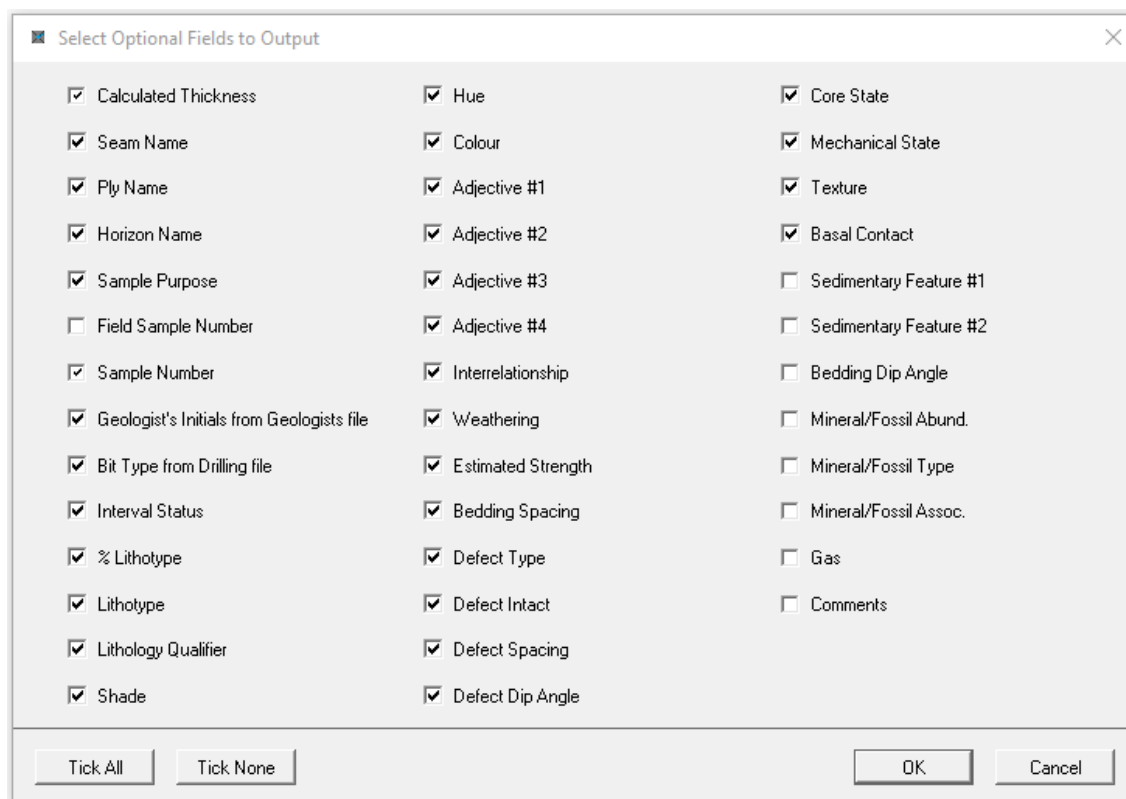 Select Optional Fields to Output
Calculated Thickness
Seam Name
Ply Name
Horizon Name
Sample Purpose
Field Sample Number
Sample Number
Geologist's Initials from Geologists file
Bit Type from Drilling file
Interval Status
% Lithotype
Lithotype
Lithology Qualifier
Shade
Hue
Colour
Adjective #1
Adjective #2
Adjective #3
Adjective #4
Interrelationship
Weathering
Estimated Strength
Bedding Spacing
Defect Type
Defect Intact
Defect Spacing
Defect Dip Angle
Core State
Mechanical State
Texture
Basal Contact
Sedimentary Feature #1
Sedimentary Feature #2
Bedding Dip Angle
Mineral/Fossil Abund.
Mineral/Fossil Type
Mineral/Fossil Assoc.
Gas
Comments
Tick All
Tick None
OK
Cancel